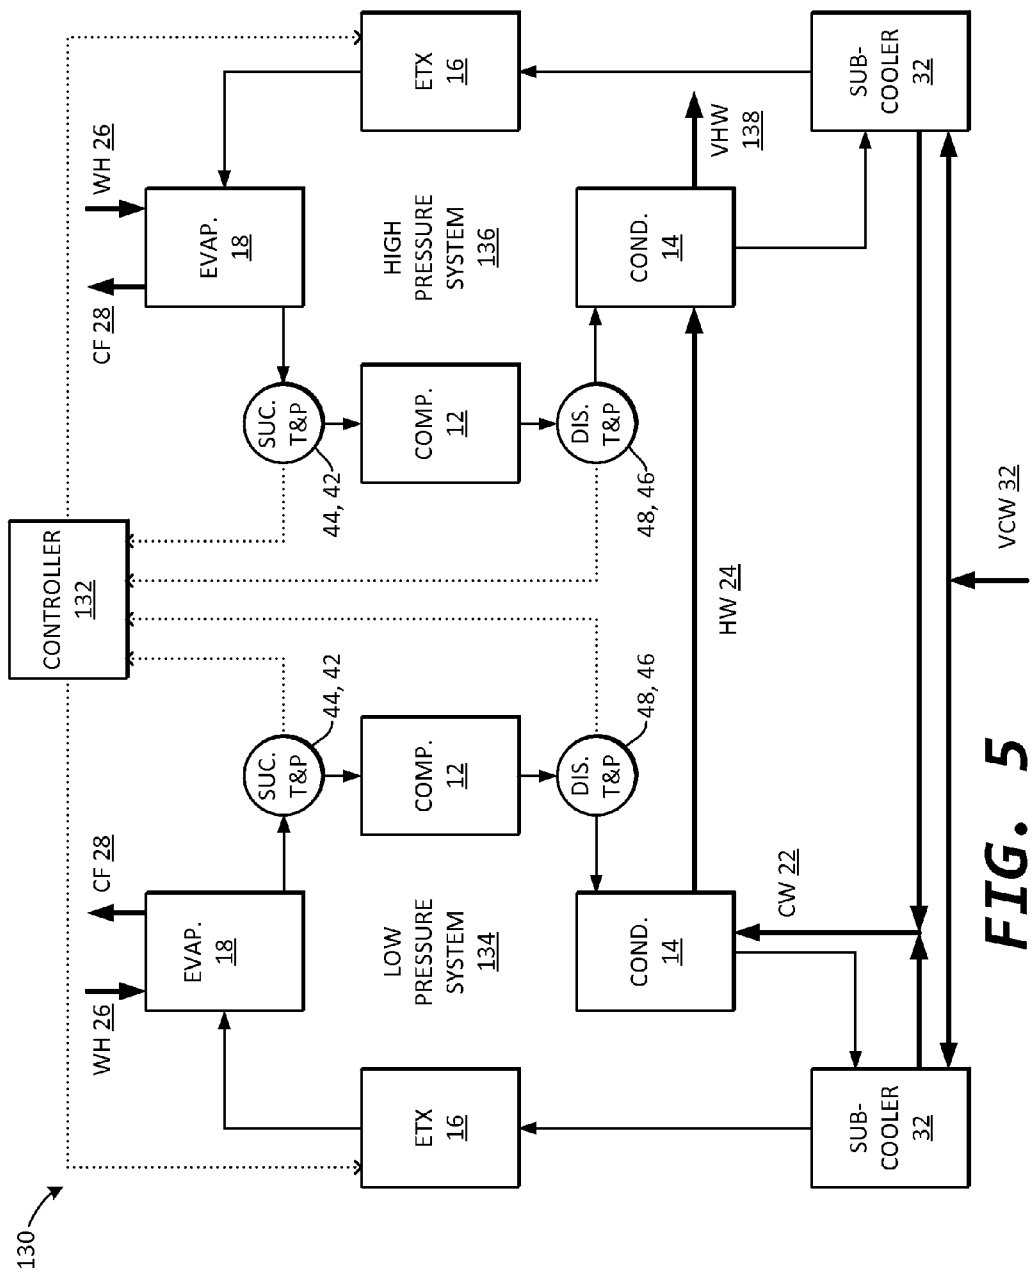 130
CONTROLLER
132
WH 26
CF 28
CF 28
WH 26
EVAP.
18
SUC.
T&P
SUC.
T&P
EVAP.
18
44, 42
44, 42
ETX
16
LOW
PRESSURE
SYSTEM
134
COMP.
12
COMP.
12
HIGH
PRESSURE
SYSTEM
136
ETX
16
DIS.
T&P
DIS.
T&P
48, 46
48, 46
COND.
14
COND.
14
HW 24
VHW
138
CW 22
SUB-
COOLER
32
SUB-
COOLER
32
VCW 32
FIG. 5